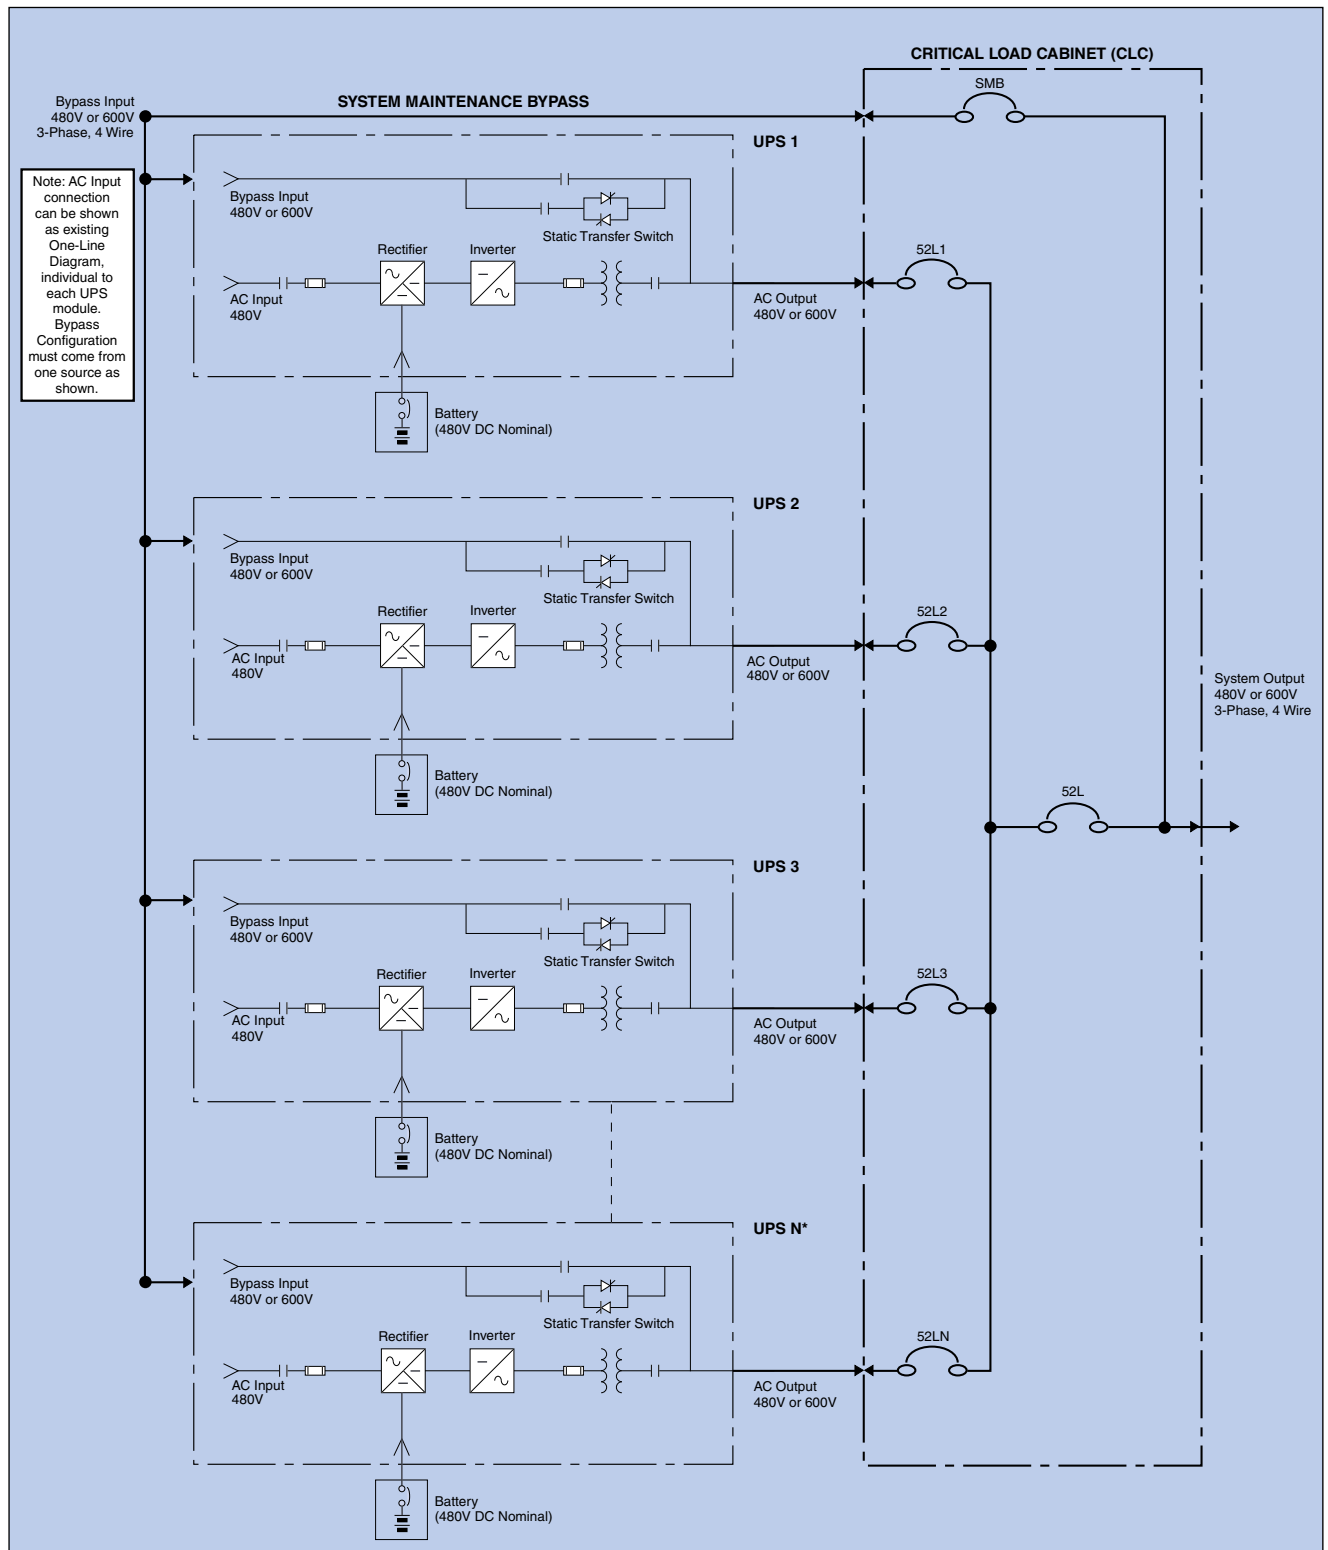 CRITICAL LOAD CABINET (CLC)
SMB
Bypass Input
480V or 600V
3-Phase, 4 Wire
SYSTEM MAINTENANCE BYPASS
Note: AC Input
connection
can be shown
as existing
One-Line
Diagram,
individual to
each UPS
module.
Bypass
Configuration
must come from
one source as
shown.
UPS 1
Bypass Input
480V or 600V
Static Transfer Switch
Rectifier
Inverter
AC Input
480V
AC Output
480V or 600V
52L1
Battery
(480V DC Nominal)
UPS 2
Bypass Input
480V or 600V
Static Transfer Switch
Rectifier
Inverter
AC Input
480V
AC Output
480V or 600V
52L2
System Output
480V or 600V
3-Phase, 4 Wire
Battery
(480V DC Nominal)
52L
UPS 3
Bypass Input
480V or 600V
Static Transfer Switch
Rectifier
Inverter
AC Input
480V
AC Output
480V or 600V
52L3
Battery
(480V DC Nominal)
UPS N*
Bypass Input
480V or 600V
Static Transfer Switch
Rectifier
Inverter
AC Input
480V
AC Output
480V or 600V
52LN
Battery
(480V DC Nominal)